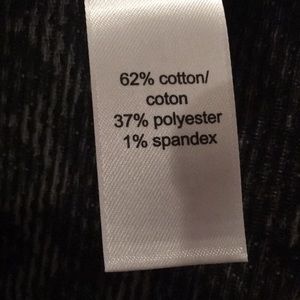 62% cotton/
coton
37% polyester
1% spandex